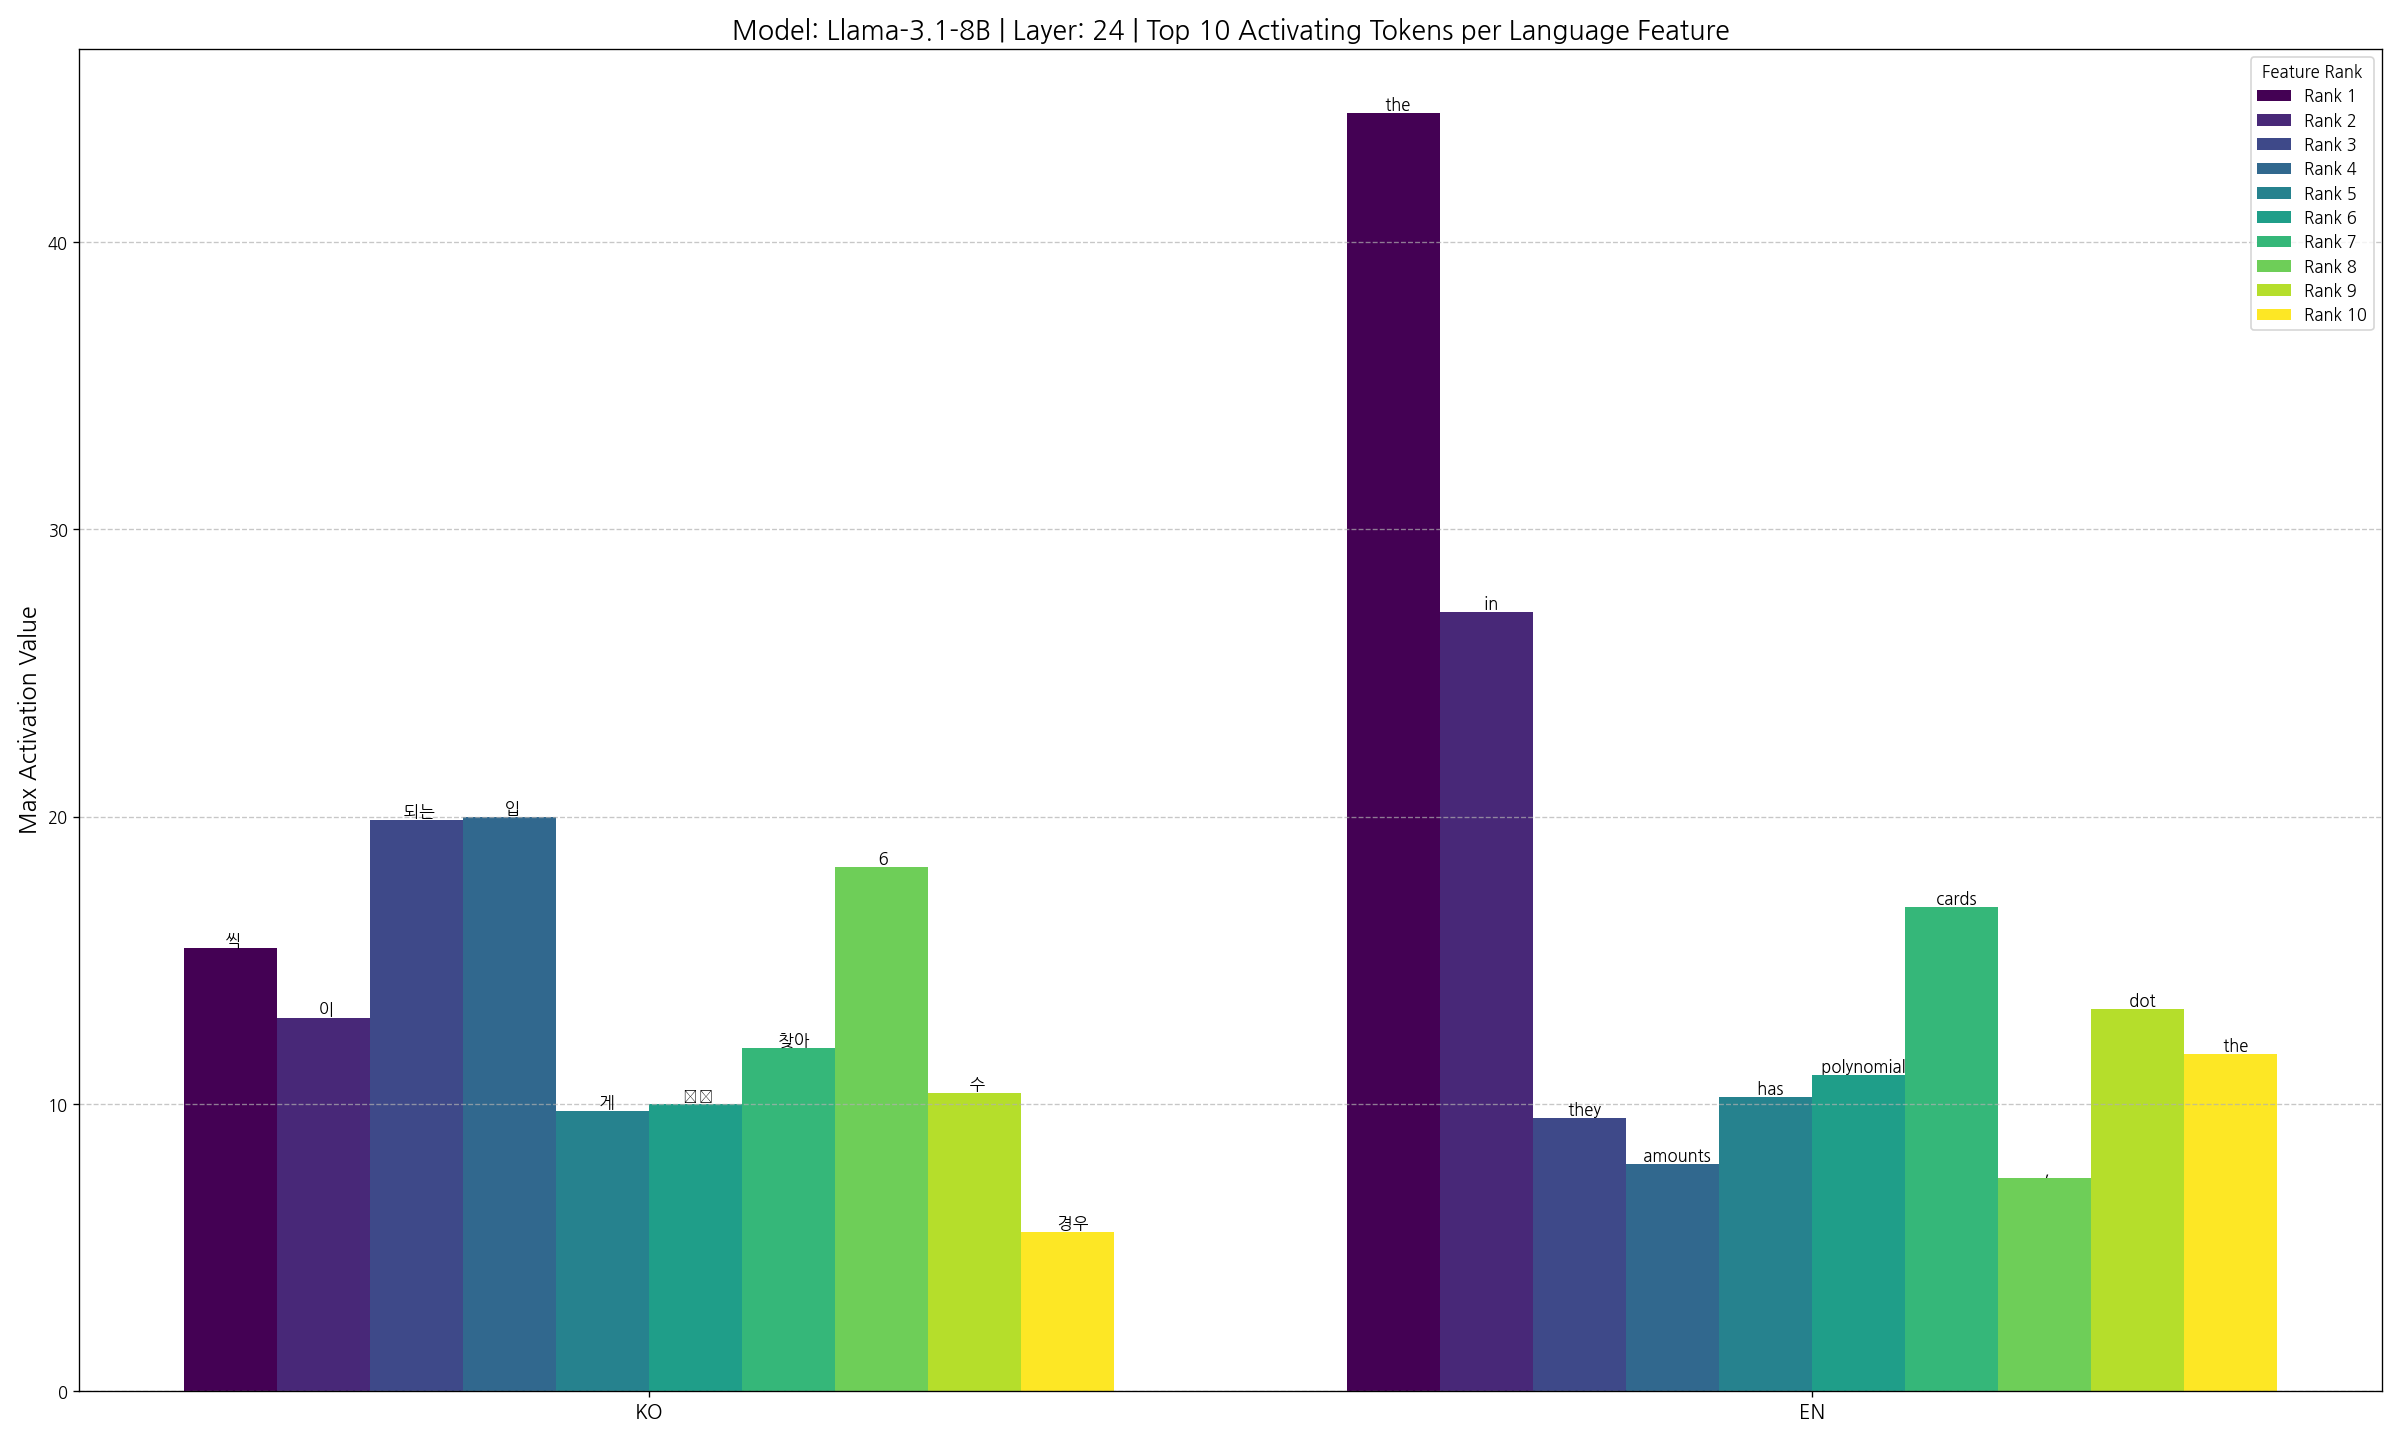 Model: Llama-3.1-8B | Layer: 24 | Top 10 Activating Tokens per Language Feature
Feature Rank
Rank 1
Rank 2
Rank 3
Rank 4
Rank 5
Rank 6
Rank 7
Rank 8
Rank 9
Rank 10
Max Activation Value
40
30
20
10
0
씩
이
되는
입
게
찾아
6
수
경우
the
in
they
amounts
has
polynomial
cards
,
dot
the
KO
EN